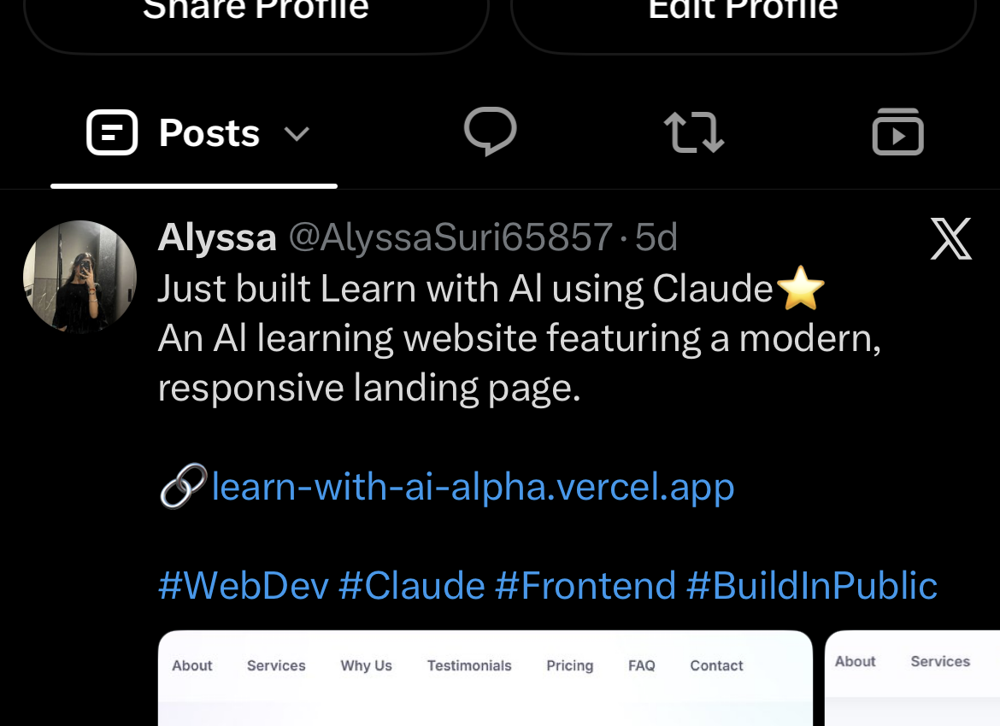 Share Profile
Edit Profile
Posts
Alyssa @AlyssaSuri65857·5d
Just built Learn with AI using Claude⭐
An AI learning website featuring a modern,
responsive landing page.
🔗learn-with-ai-alpha.vercel.app
#WebDev #Claude #Frontend #BuildInPublic
About Services Why Us Testimonials Pricing FAQ Contact
About Services